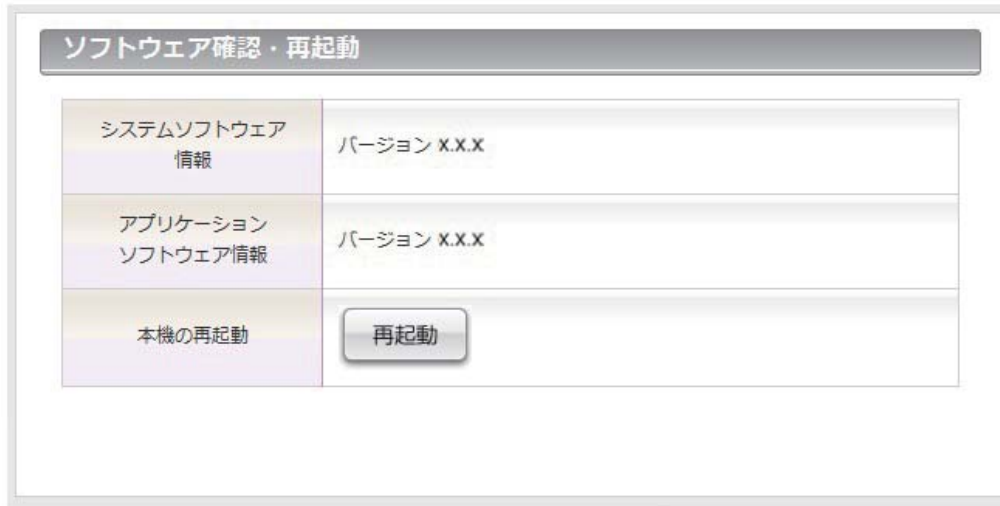 ソフトウェア確認・再起動
システムソフトウェア
情報
バージョン x.x.x
アプリケーション
ソフトウェア情報
バージョン x.x.x
本機の再起動
再起動